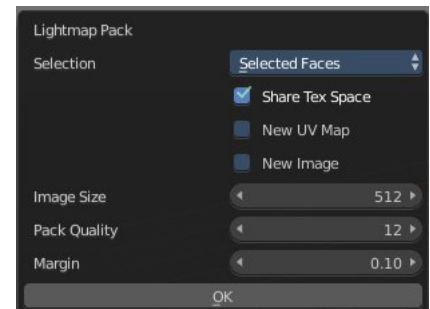 Lightmap Pack
Selection Selected Faces
Share Tex Space
New UV Map
New Image
Image Size 512
Pack Quality 12
Margin 0.10
OK